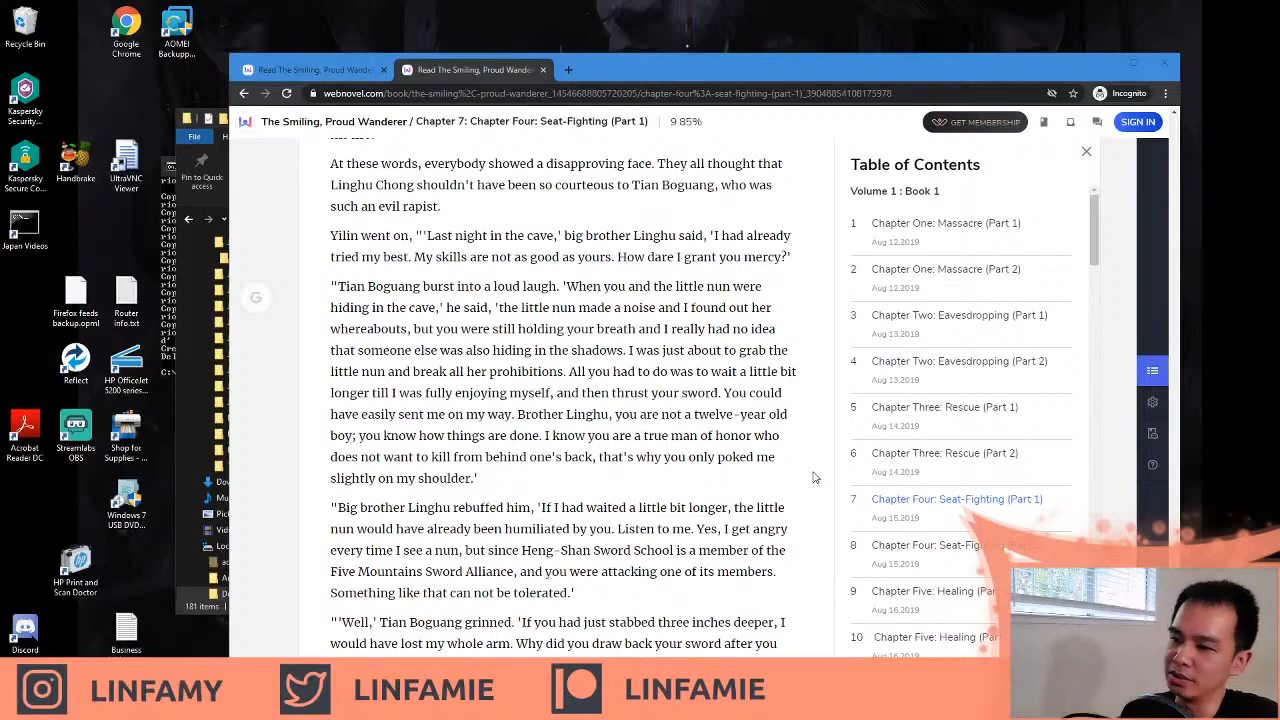 Recycle Bin
Google
Chrome
AOMEI
Backupp...
Kaspersky
Security...
Kaspersky
Secure Co...
Handbrake
UltraVNC
Viewer
Japan Videos
Firefox feeds
backup.opml
Router
info.txt
Reflect
HP OfficeJet
5200 series...
Acrobat
Reader DC
Streamlabs
OBS
Shop for
Supplies - ...
Windows 7
USB DVD...
HP Print and
Scan Doctor
Discord
Business
File
Pin to Quick
access
181 items
Read The Smiling, Proud Wander
Read The Smiling, Proud Wande
webnovel.com/book/the-smiling%2C-proud-wanderer_14546688805720205/chapter-four%3A-seat-fighting-(part-1)_39048854108175978
Incognito
The Smiling, Proud Wanderer / Chapter 7: Chapter Four: Seat-Fighting (Part 1) 9.85%
GET MEMBERSHIP
SIGN IN
At these words, everybody showed a disapproving face. They all thought that
Linghu Chong shouldn't have been so courteous to Tian Boguang, who was
such an evil rapist.
Yilin went on, "'Last night in the cave,' big brother Linghu said, 'I had already
tried my best. My skills are not as good as yours. How dare I grant you mercy?'
"Tian Boguang burst into a loud laugh. 'When you and the little nun were
hiding in the cave,' he said, 'the little nun made a noise and I found out her
whereabouts, but you were still holding your breath and I really had no idea
that someone else was also hiding in the shadows. I was just about to grab the
little nun and break all her prohibitions. All you had to do was to wait a little bit
longer till I was fully enjoying myself, and then thrust your sword. You could
have easily sent me on my way. Brother Linghu, you are not a twelve-year old
boy; you know how things are done. I know you are a true man of honor who
does not want to kill from behind one's back, that's why you only poked me
slightly on my shoulder.'
"Big brother Linghu rebuffed him, 'If I had waited a little bit longer, the little
nun would have already been humiliated by you. Listen to me. Yes, I get angry
every time I see a nun, but since Heng-Shan Sword School is a member of the
Five Mountains Sword Alliance, and you were attacking one of its members.
Something like that can not be tolerated.'
"'Well,' Tian Boguang grinned. 'If you had just stabbed three inches deeper, I
would have lost my whole arm. Why did you draw back your sword after you
Table of Contents
Volume 1 : Book 1
1 Chapter One: Massacre (Part 1)
Aug 12,2019
2 Chapter One: Massacre (Part 2)
Aug 12,2019
3 Chapter Two: Eavesdropping (Part 1)
Aug 13,2019
4 Chapter Two: Eavesdropping (Part 2)
Aug 13,2019
5 Chapter Three: Rescue (Part 1)
Aug 14,2019
6 Chapter Three: Rescue (Part 2)
Aug 14,2019
7 Chapter Four: Seat-Fighting (Part 1)
Aug 15,2019
8 Chapter Four: Seat-Fighting
Aug 15,2019
9 Chapter Five: Healing (Par
Aug 16,2019
10 Chapter Five: Healing (Par
Aug 16,2019
LINFAMY
LINFAMIE
LINFAMIE